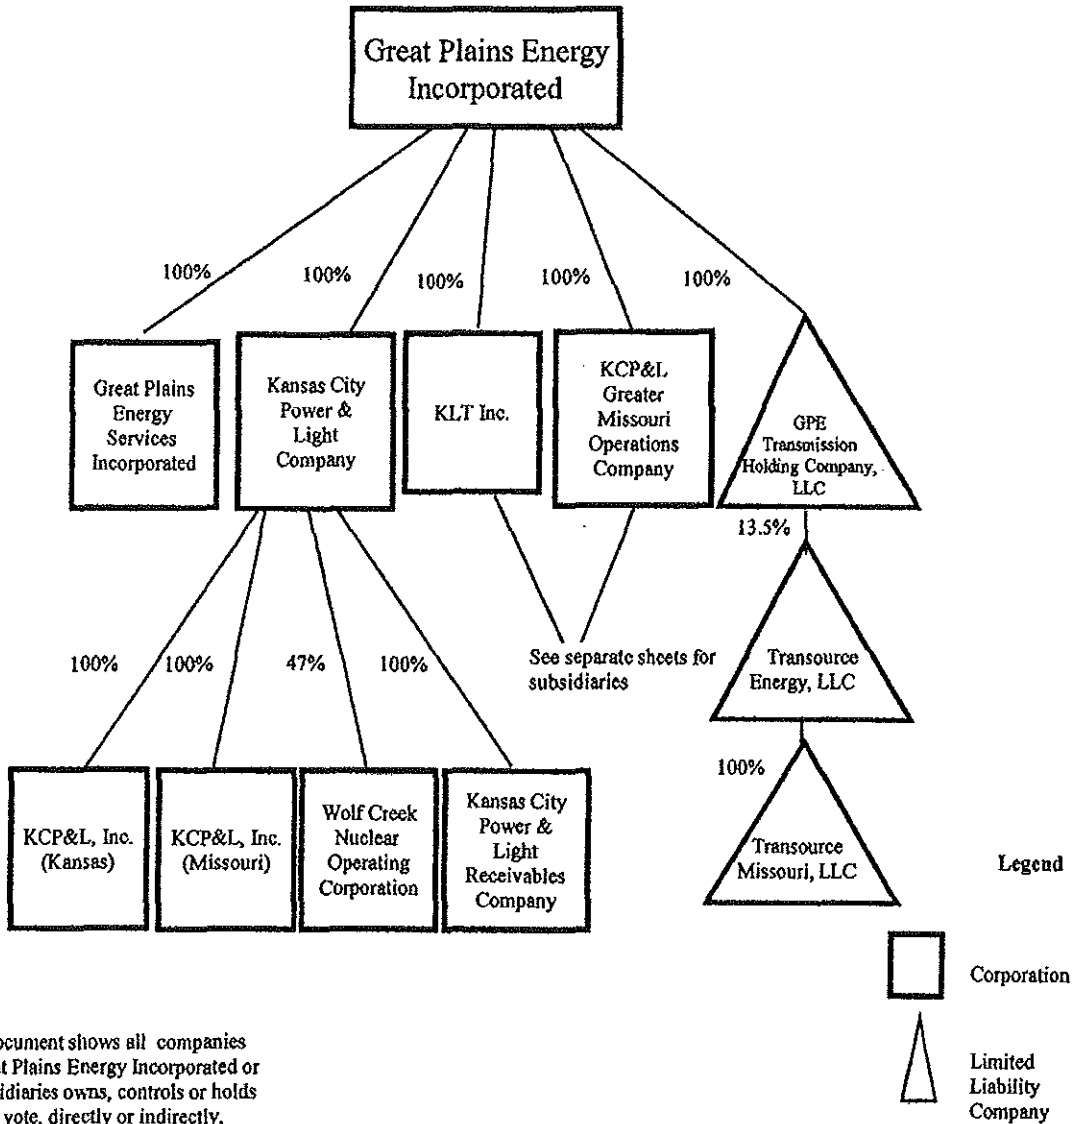 Great Plains Energy
Incorporated
100%
100%
100%
100%
100%
Great Plains
Energy
Services
Incorporated
Kansas City
Power &
Light
Company
KLT Inc.
KCP&L
Greater
Missouri
Operations
Company
GPE
Transmission
Holding Company,
LLC
13.5%
100%
100%
47%
100%
See separate sheets for
subsidiaries
Transource
Energy, LLC
100%
KCP&L, Inc.
(Kansas)
KCP&L, Inc.
(Missouri)
Wolf Creek
Nuclear
Operating
Corporation
Kansas City
Power &
Light
Receivables
Company
Transource
Missouri, LLC
Legend
Corporation
Limited
Liability
Company
shows all companies
Plains Energy Incorporated or
owns, controls or holds
vote, directly or indirectly,